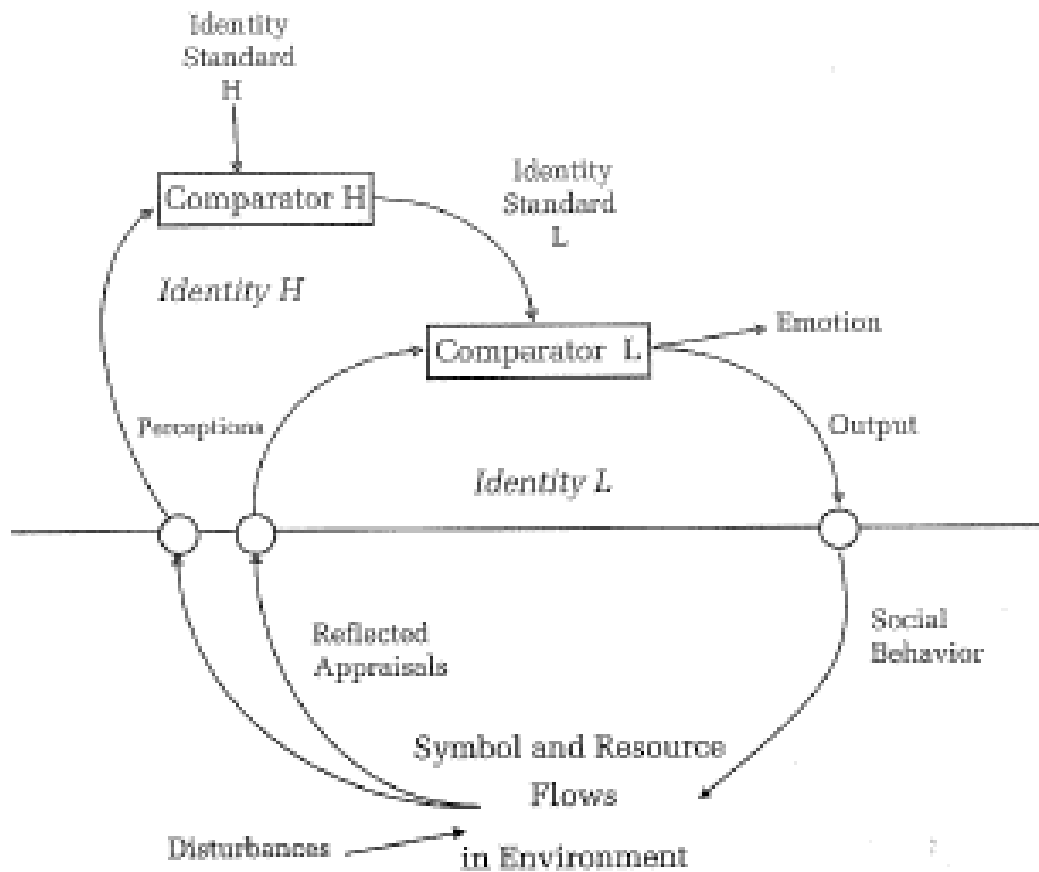 Identity
Standard
H
Comparator H
Identity
Standard
L
Identity H
Comparator L
Emotion
Perceptions
Output
Identity L
Reflected
Appraisals
Social
Behavior
Symbol and Resource
Flows
in Environment
Disturbances